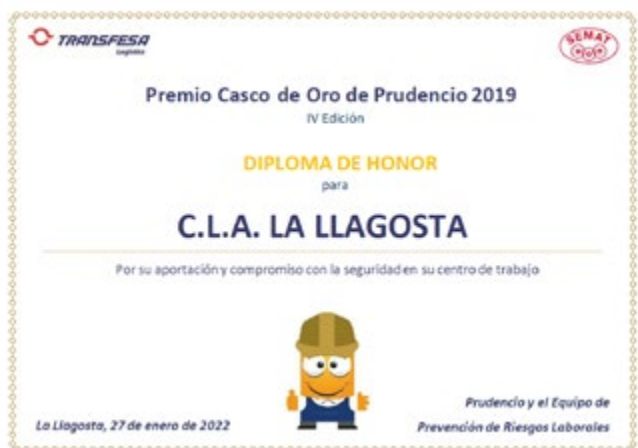 TRANSFESA
Logistics
SEMAT
Premio Casco de Oro de Prudencio 2019
IV Edición
DIPLOMA DE HONOR
para
C.L.A. LA LLAGOSTA
Por su aportación y compromiso con la seguridad en su centro de trabajo
La Llagosta, 27 de enero de 2022
Prudencio y el Equipo de
Prevención de Riesgos Laborales